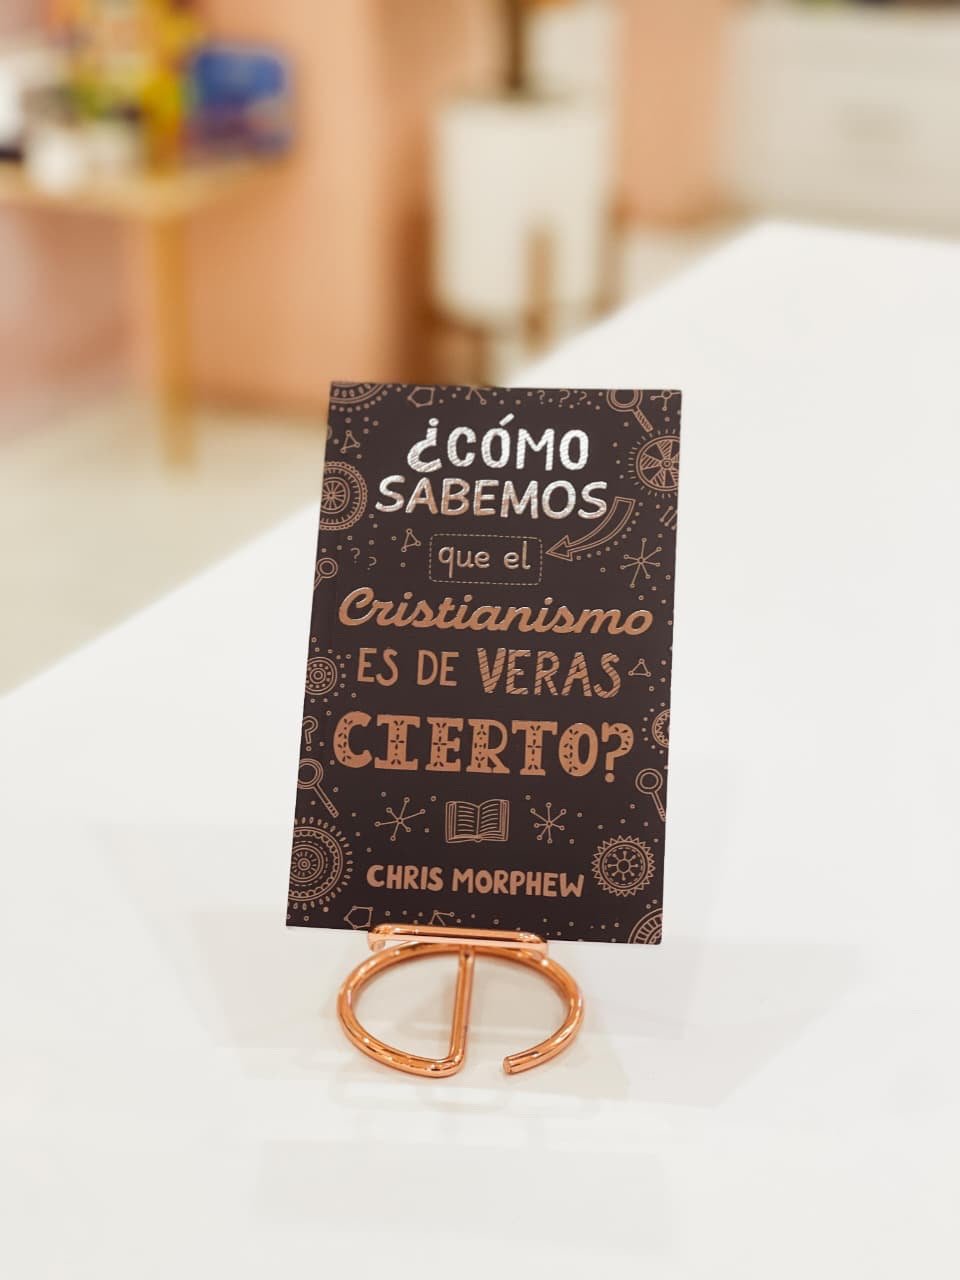 ¿CÓMO
SABEMOS
que el
Cristianismo
ES DE VERAS
CIERTO?
CHRIS MORPHEW